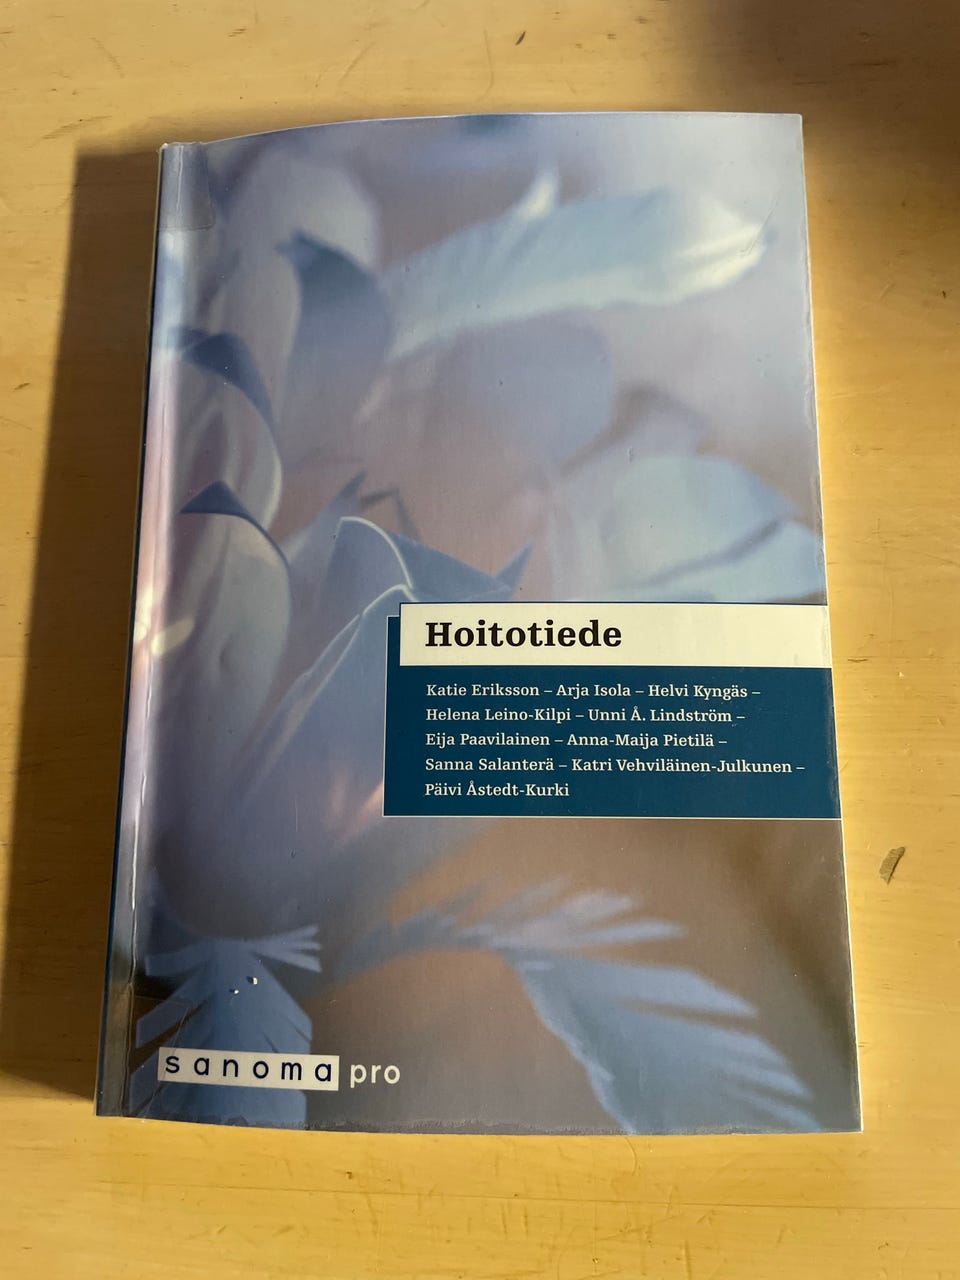 Hoitotiede
Katie Eriksson – Arja Isola – Helvi Kyngäs –
Helena Leino-Kilpi – Unni Å. Lindström –
Eija Paavilainen – Anna-Maija Pietilä –
Sanna Salanterä – Katri Vehviläinen-Julkunen –
Päivi Åstedt-Kurki
sanoma pro